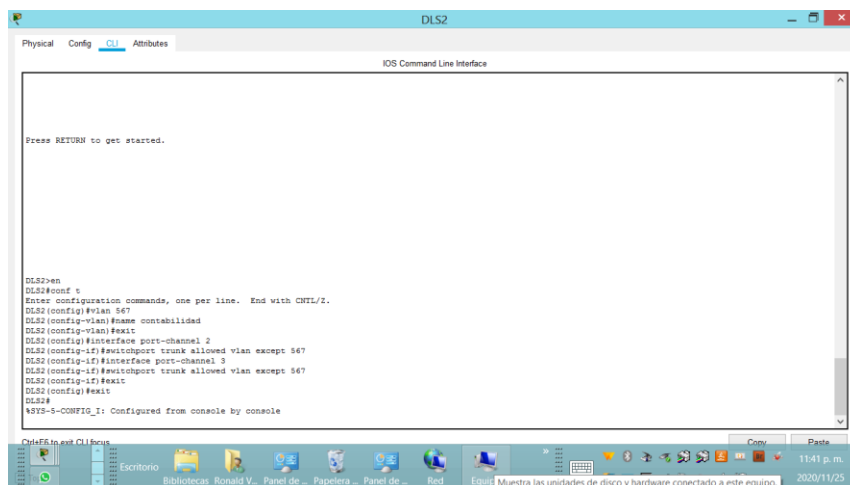 DLS2
Physical Config CLI Attributes
IOS Command Line Interface
Press RETURN to get started.
DLS2>en
DLS2#conf t
Enter configuration commands, one per line. End with CNTL/Z.
DLS2(config)#vlan 567
DLS2(config-vlan)#name contabilidad
DLS2(config-vlan)#exit
DLS2(config)#interface port-channel 2
DLS2(config-if)#switchport trunk allowed vlan except 567
DLS2(config-if)#interface port-channel 3
DLS2(config-if)#switchport trunk allowed vlan except 567
DLS2(config-if)#exit
DLS2(config)#exit
DLS2#
%SYS-5-CONFIG_I: Configured from console by console
Ctrl+F6 to exit CLI focus
Copy Paste
Escritorio
Bibliotecas Ronald V... Panel de ... Papelera ... Panel de ... Red Equip
Muestra las unidades de disco y hardware conectado a este equipo.
11:41 p. m.
2020/11/25